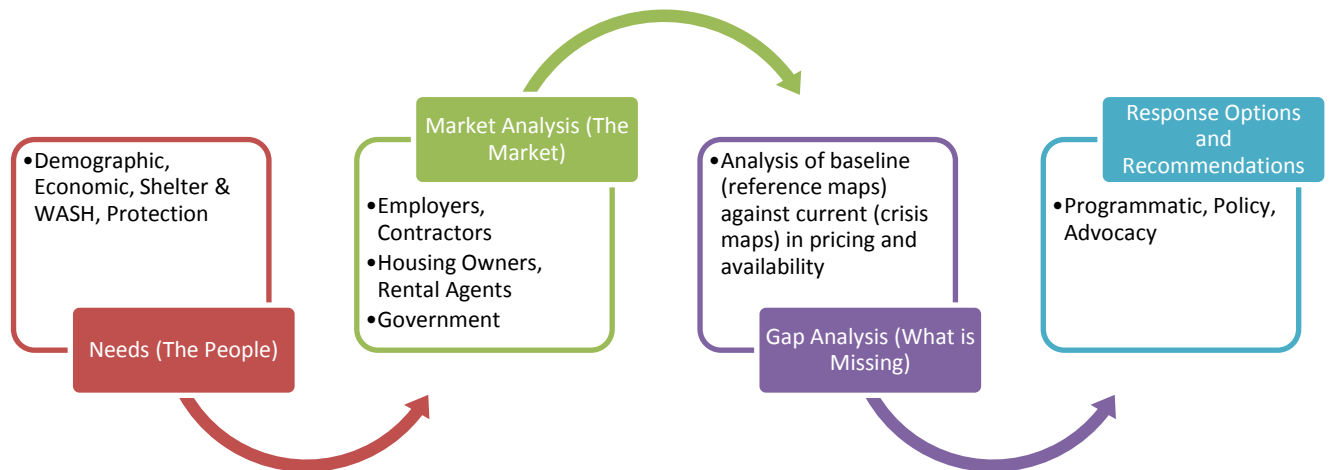 •Demographic,
Economic, Shelter &
WASH, Protection
Needs (The People)
Market Analysis (The
Market)
•Employers,
Contractors
•Housing Owners,
Rental Agents
•Government
•Analysis of baseline
(reference maps)
against current (crisis
maps) in pricing and
availability
Gap Analysis (What is
Missing)
Response Options
and
Recommendations
•Programmatic, Policy,
Advocacy